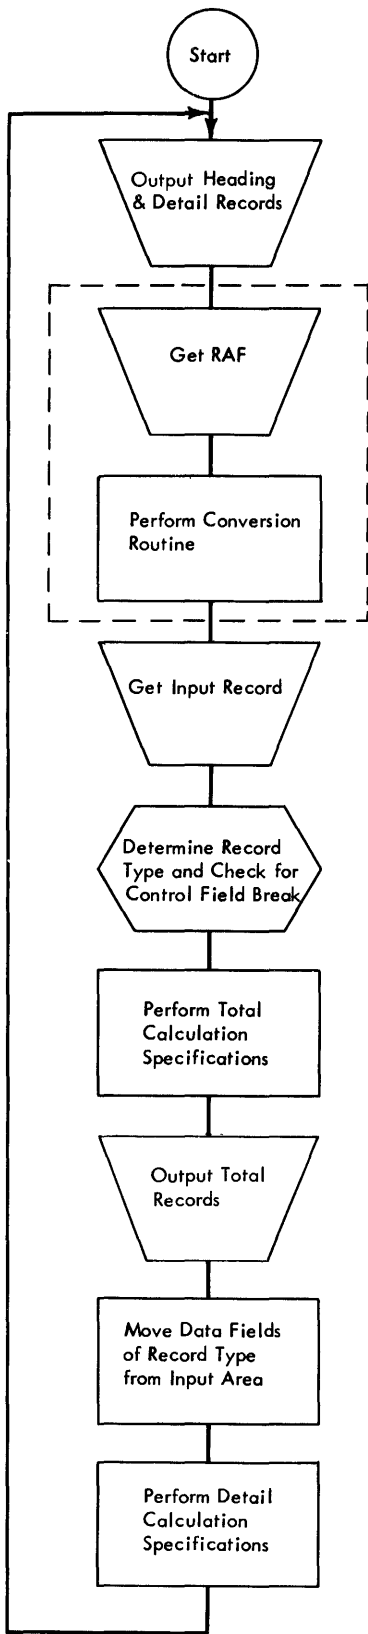 Start
Output Heading
& Detail Records
Get RAF
Perform Conversion
Routine
Get Input Record
Determine Record
Type and Check for
Control Field Break
Perform Total
Calculation
Specifications
Output Total
Records
Move Data Fields
of Record Type
from Input Area
Perform Detail
Calculation
Specifications